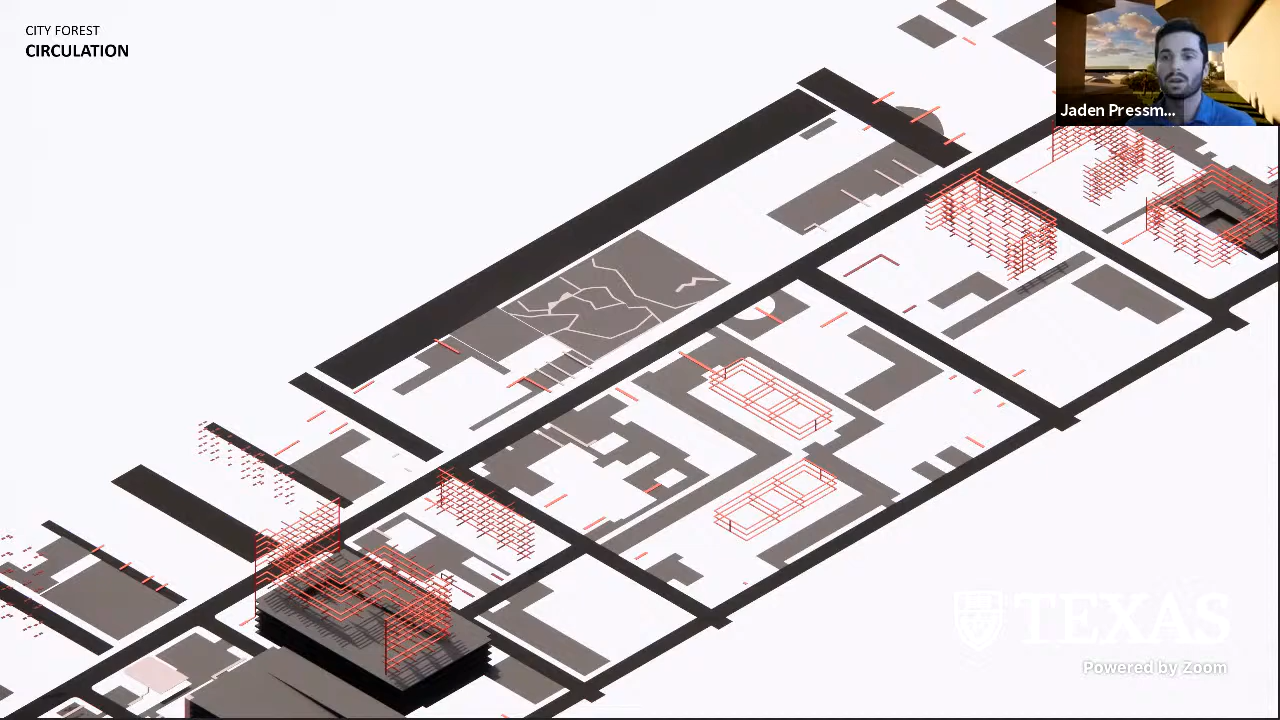 CITY FOREST
CIRCULATION
Jaden Pressm...
TEXAS
Powered by Zoom